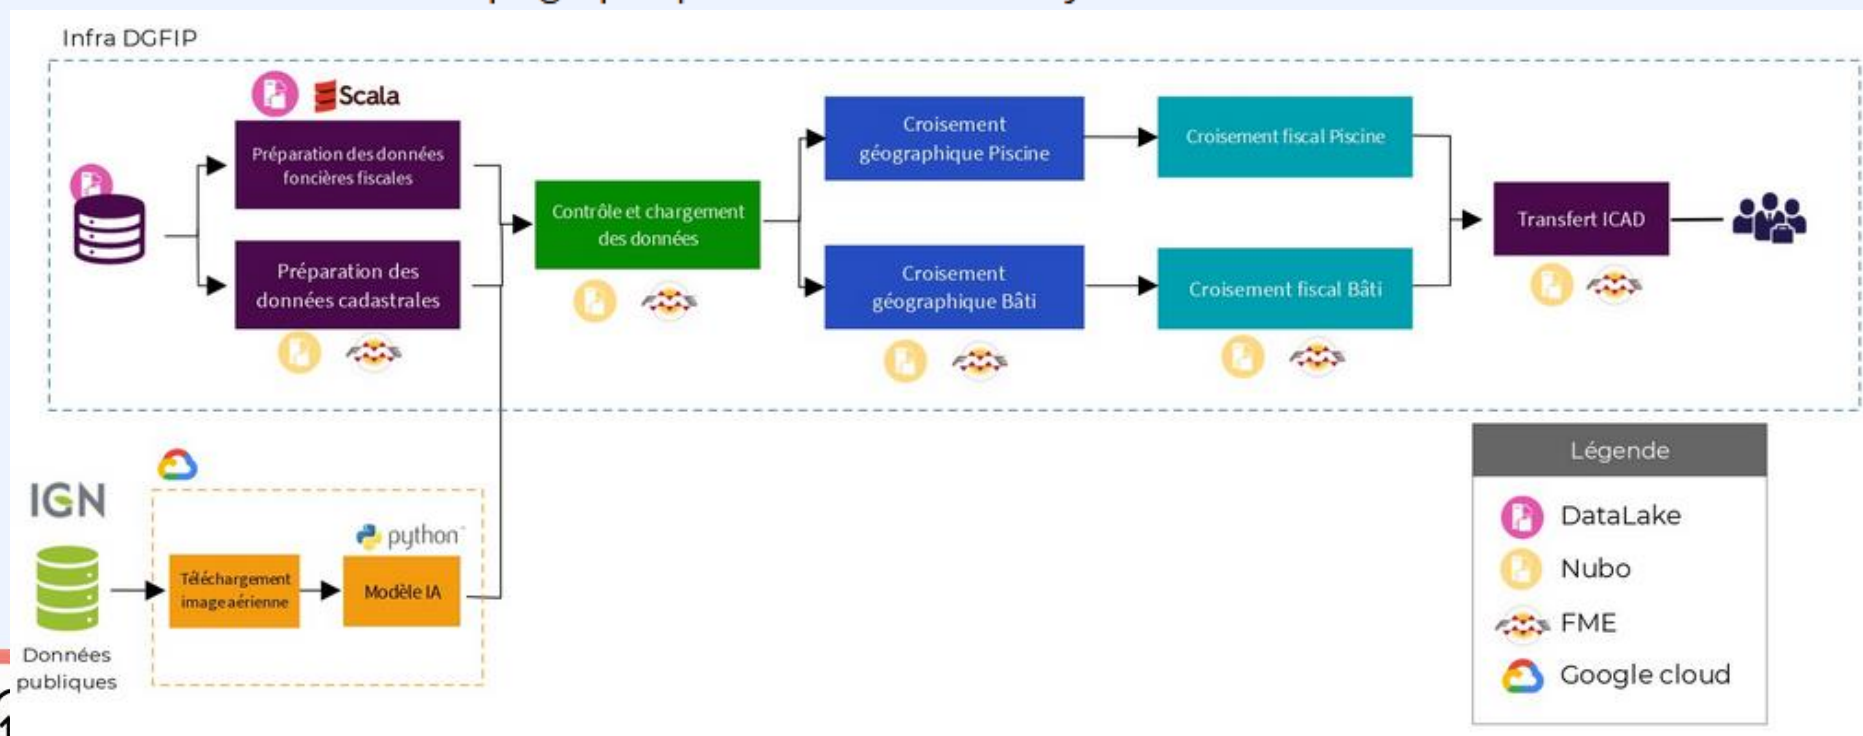 Infra DGFIP
Scala
Préparation des données
foncières fiscales
Préparation des
données cadastrales
Contrôle et chargement
des données
Croisement
géographique Piscine
Croisement fiscal Piscine
Croisement
géographique Bâti
Croisement fiscal Bâti
Transfert ICAD
IGN
Données
publiques
Téléchargement
image aérienne
python
Modèle IA
Légende
DataLake
Nubo
FME
Google cloud